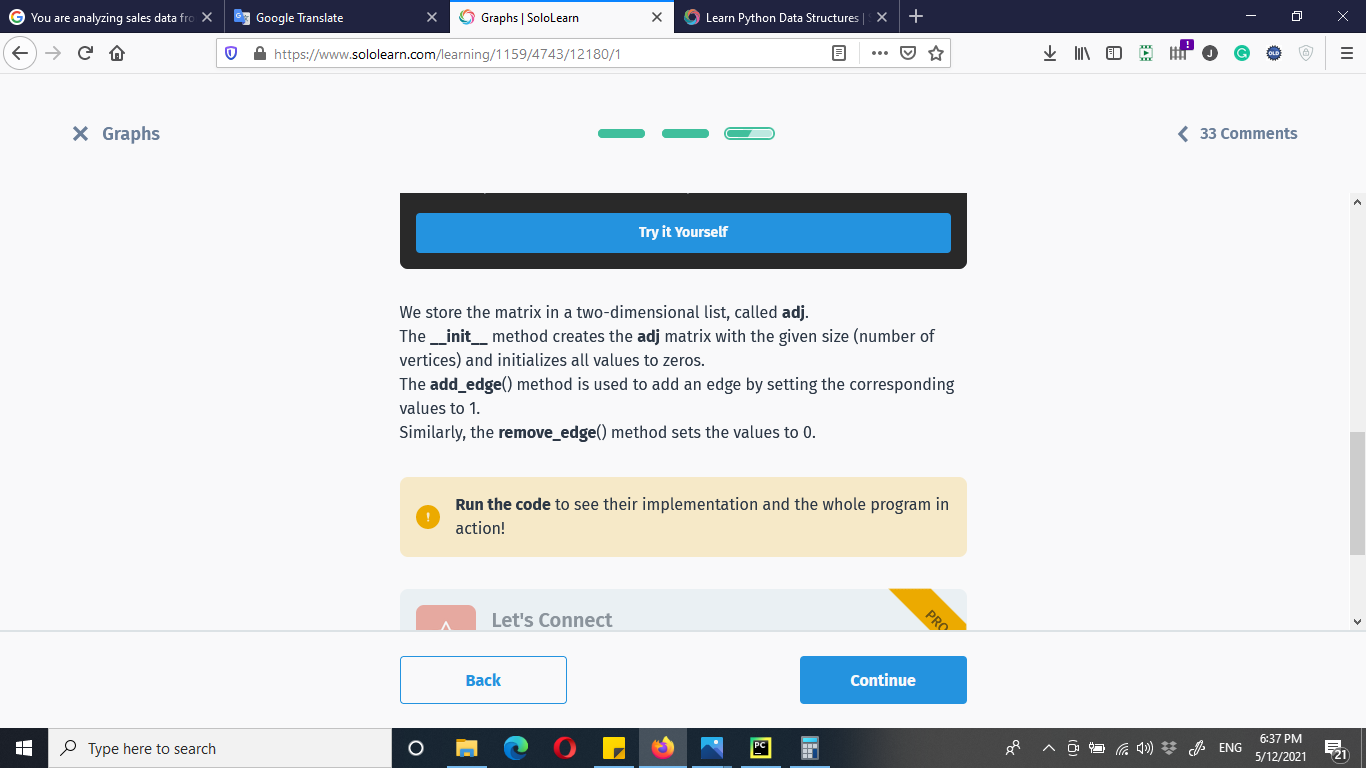 You are analyzing sales data fro
Google Translate
Graphs | SoloLearn
Learn Python Data Structures |
https://www.sololearn.com/learning/1159/4743/12180/1
Graphs
33 Comments
Try it Yourself
We store the matrix in a two-dimensional list, called adj.
The __init__ method creates the adj matrix with the given size (number of
vertices) and initializes all values to zeros.
The add_edge() method is used to add an edge by setting the corresponding
values to 1.
Similarly, the remove_edge() method sets the values to 0.
Run the code to see their implementation and the whole program in
action!
Let's Connect
PRO
Back
Continue
Type here to search
ENG
6:37 PM
5/12/2021
21